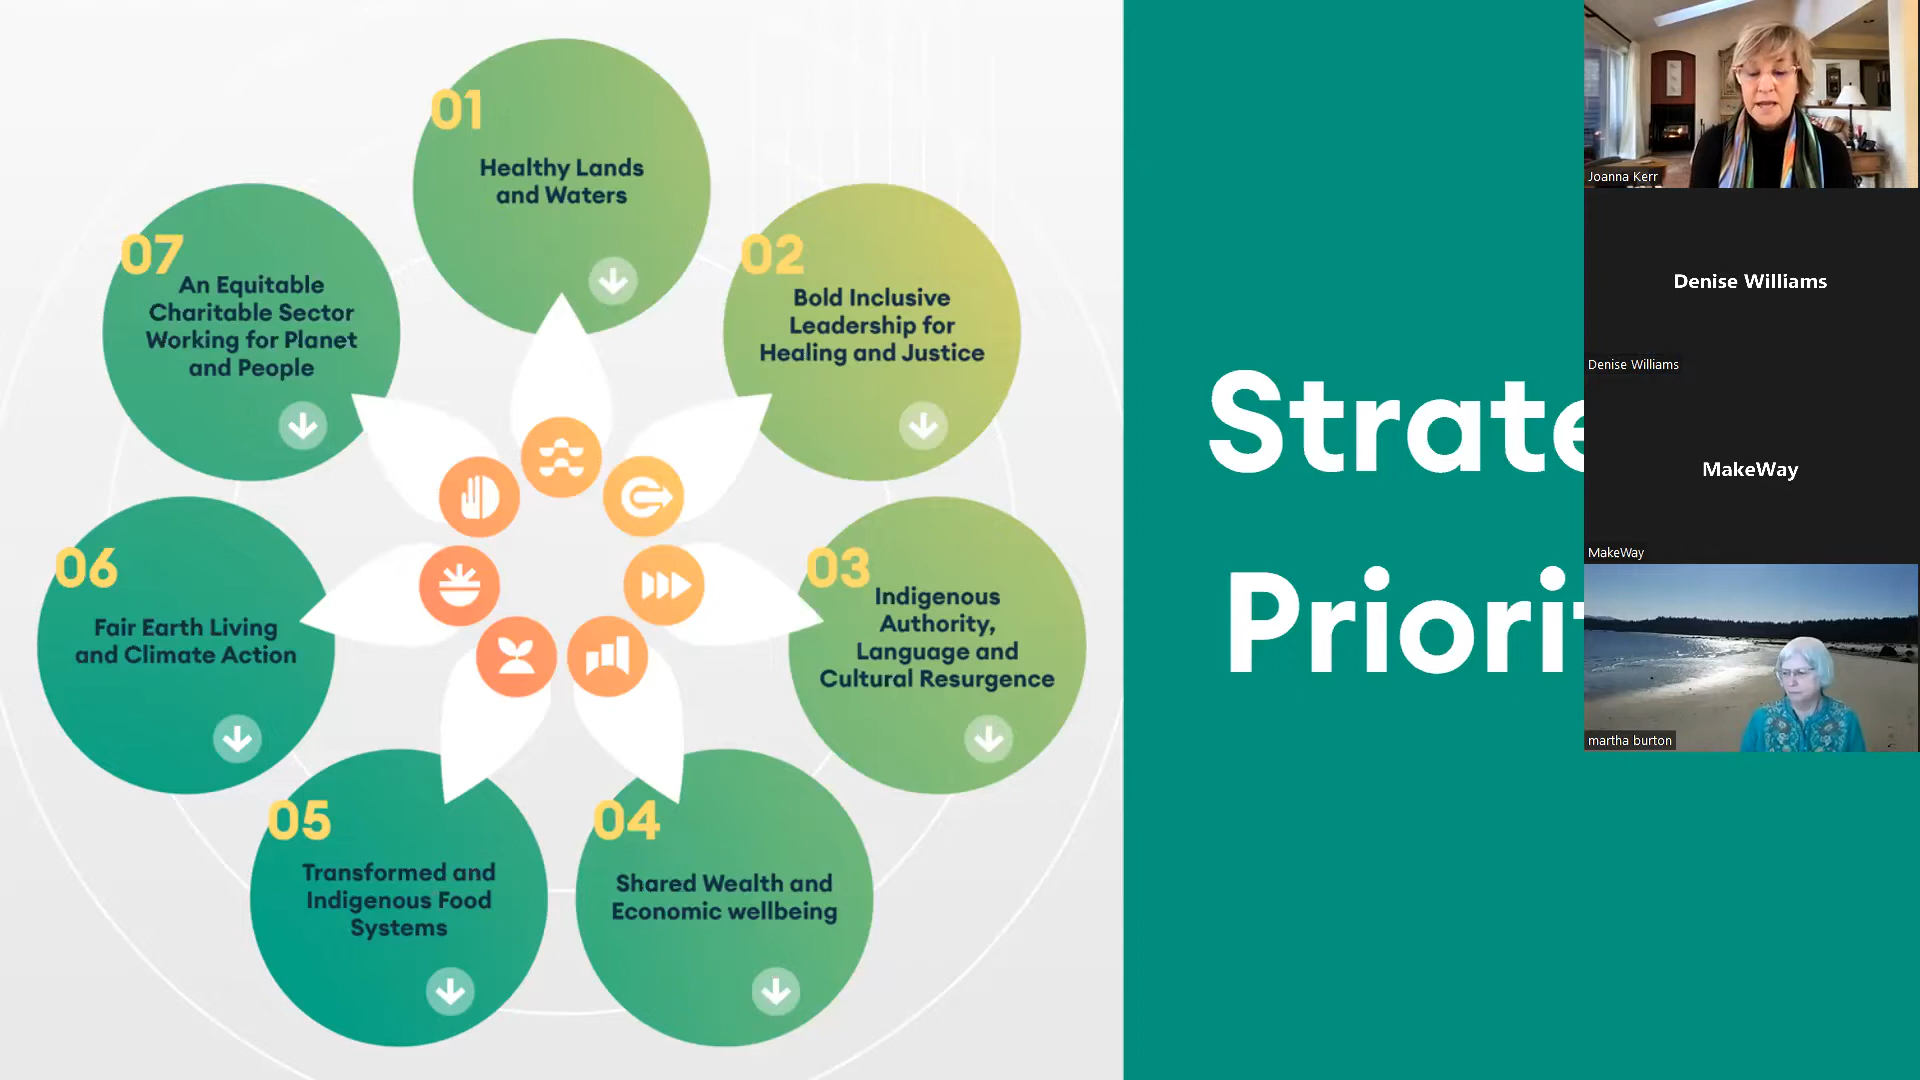 01
Healthy Lands
and Waters
02
Bold Inclusive
Leadership for
Healing and Justice
03
Indigenous
Authority,
Language and
Cultural Resurgence
04
Shared Wealth and
Economic wellbeing
05
Transformed and
Indigenous Food
Systems
06
Fair Earth Living
and Climate Action
07
An Equitable
Charitable Sector
Working for Planet
and People
Strate
Priorit
Joanna Kerr
Denise Williams
Denise Williams
MakeWay
MakeWay
martha burton